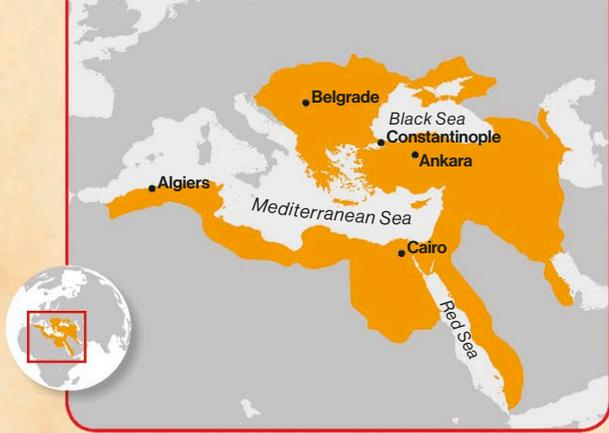 Belgrade
Black Sea
Constantinople
Ankara
Algiers
Mediterranean Sea
Cairo
Red Sea